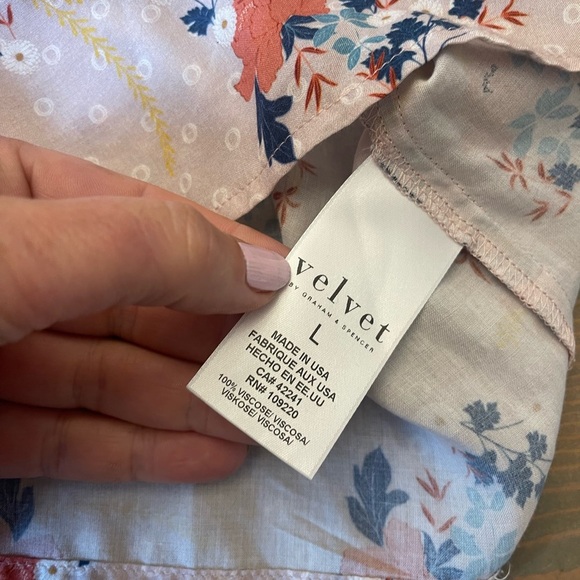 velvet
BY GRAHAM & SPENCER
L
MADE IN USA
FABRIQUE AUX USA
HECHO EN EE.UU
CA# 42241
RN# 109220
100% VISCOSE/VISCOSA/
VISKOSE/VISCOSA/